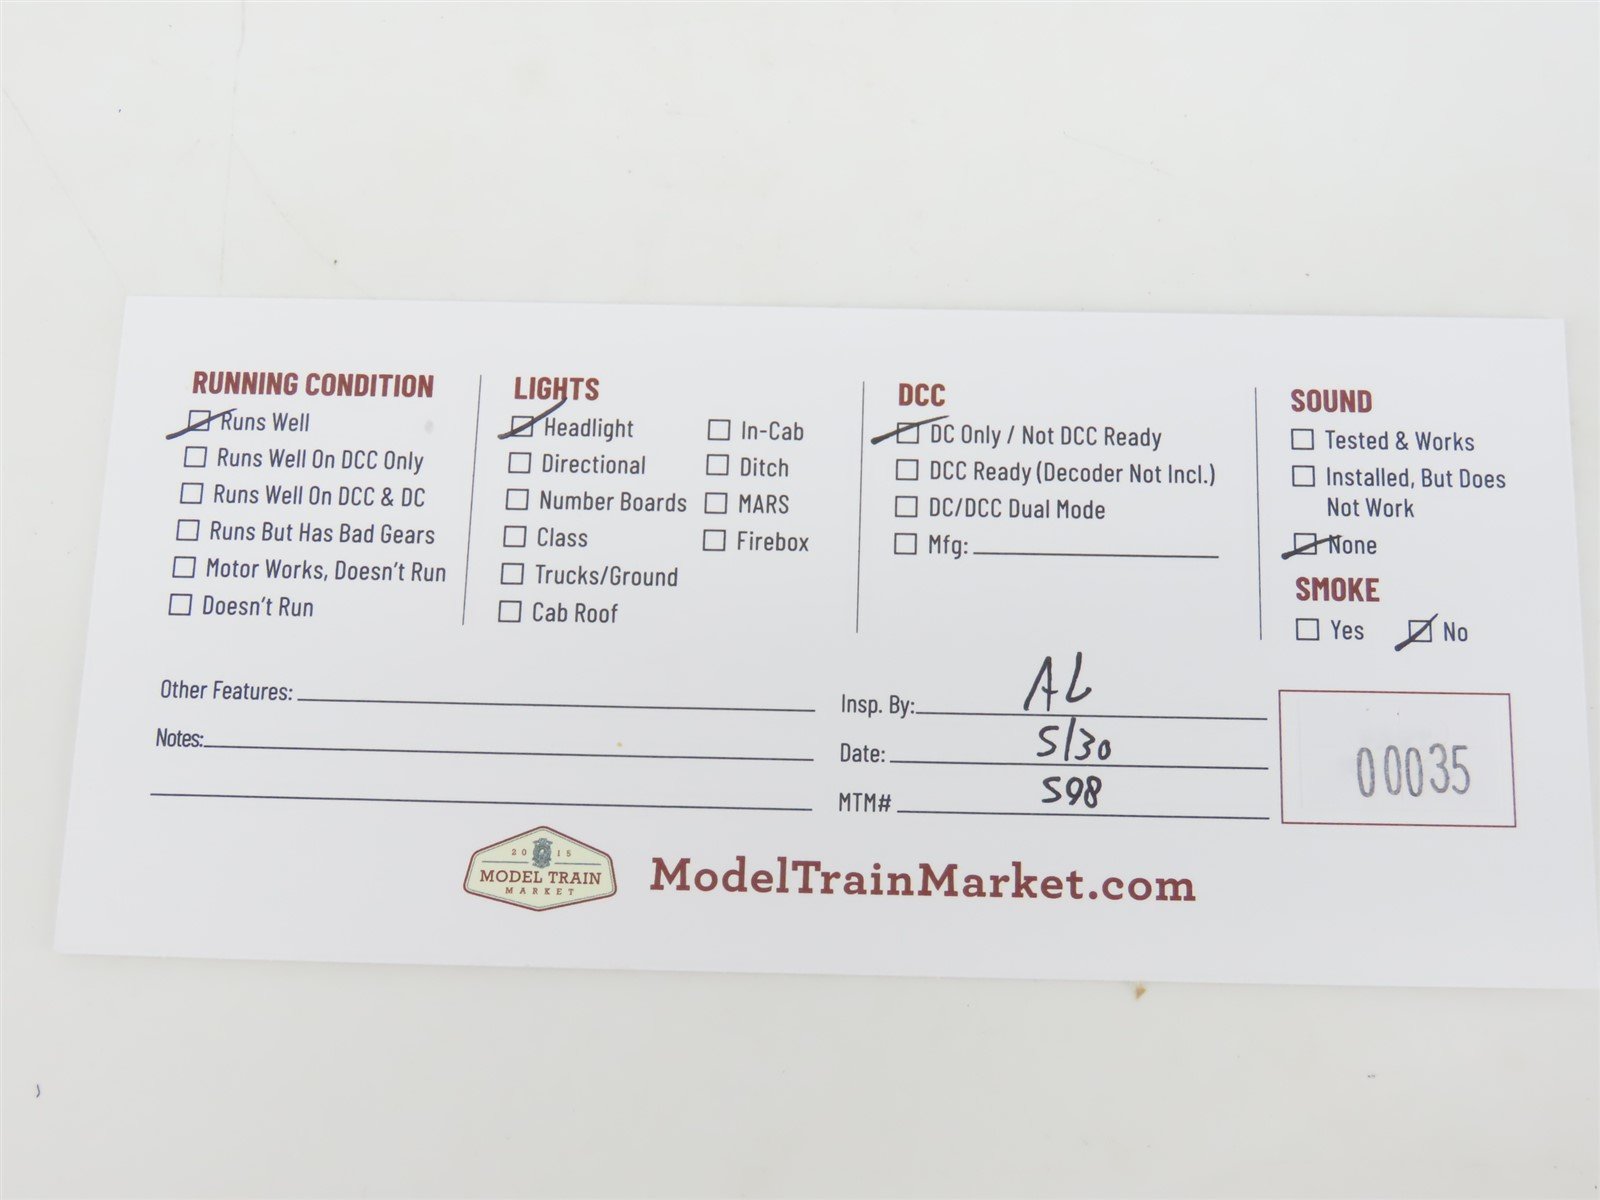 RUNNING CONDITION
Runs Well
Runs Well On DCC Only
Runs Well On DCC & DC
Runs But Has Bad Gears
Motor Works, Doesn't Run
Doesn't Run
LIGHTS
Headlight
Directional
Number Boards
Class
Trucks/Ground
Cab Roof
In-Cab
Ditch
MARS
Firebox
DCC
DC Only / Not DCC Ready
DCC Ready (Decoder Not Incl.)
DC/DCC Dual Mode
Mfg:
SOUND
Tested & Works
Installed, But Does
Not Work
None
SMOKE
Yes No
Other Features:
Notes:
Insp. By: AL
Date: 5/30
MTM# 598
00035
2015
MODEL TRAIN
MARKET
ModelTrainMarket.com